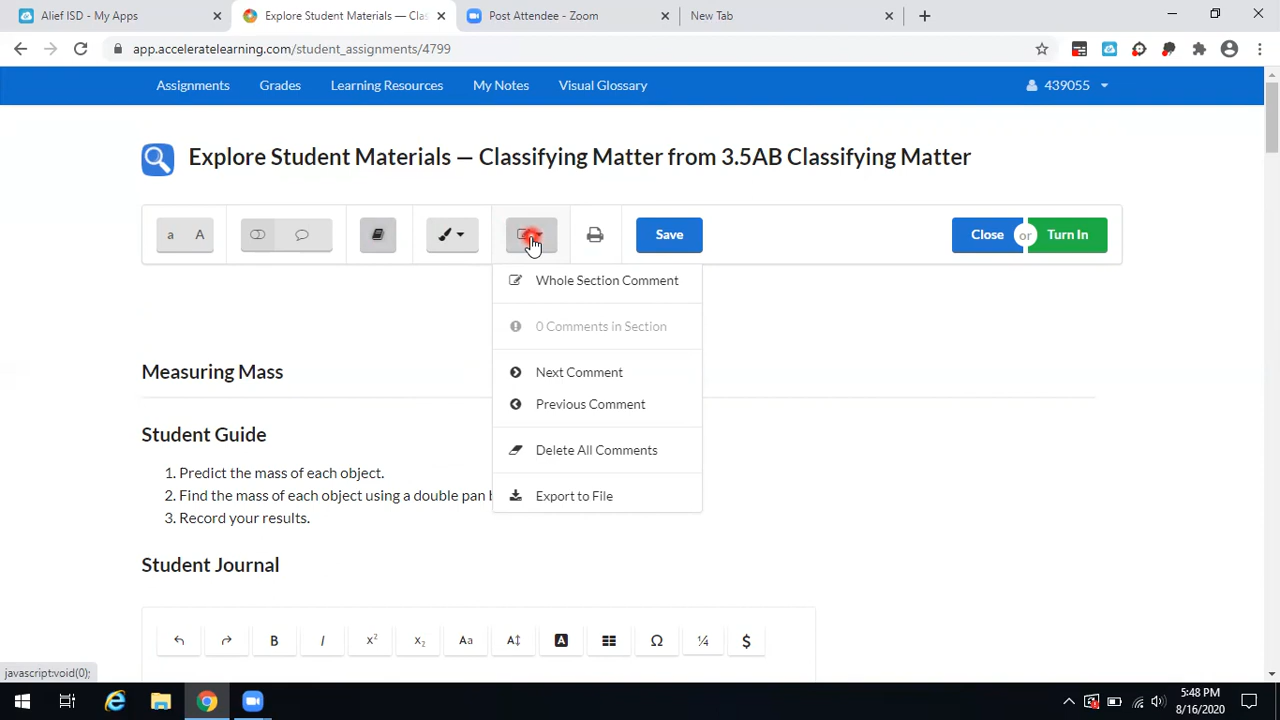 Alief ISD - My Apps
Explore Student Materials — Clas
Post Attendee - Zoom
New Tab
app.acceleratelearning.com/student_assignments/4799
Assignments
Grades
Learning Resources
My Notes
Visual Glossary
439055
Explore Student Materials — Classifying Matter from 3.5AB Classifying Matter
a A
Save
Close or Turn In
Whole Section Comment
0 Comments in Section
Next Comment
Previous Comment
Delete All Comments
Export to File
Measuring Mass
Student Guide
1. Predict the mass of each object.
2. Find the mass of each object using a double pan b
3. Record your results.
Student Journal
B I x² x₂ Aa A↕ A Ω ¼ $
javascript:void(0);
5:48 PM
8/16/2020